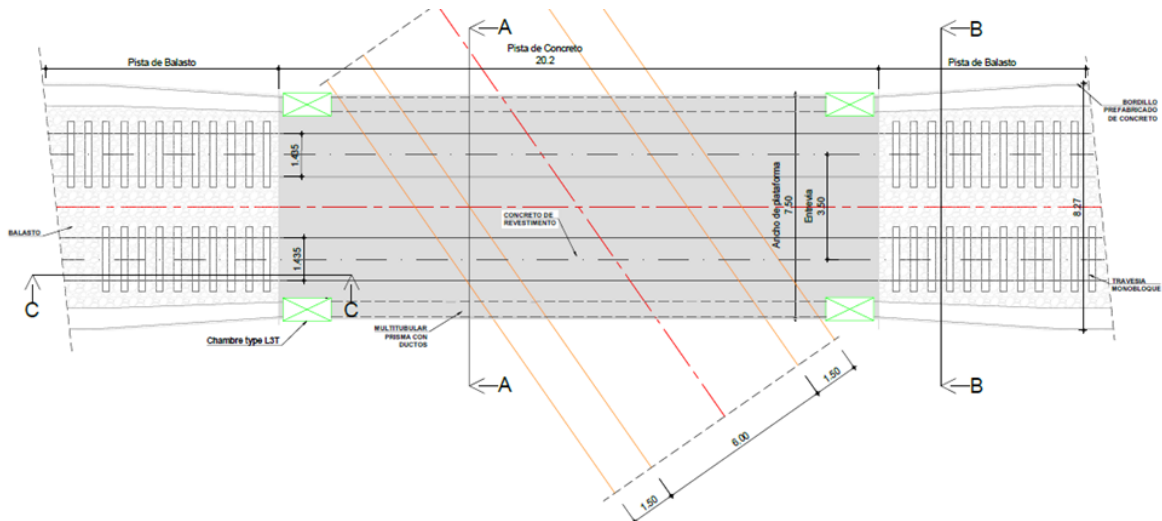 A
B
Pista de Concreto
20.2
Pista de Balasto
Pista de Balasto
BORDILLO
PREFABRICADO
DE CONCRETO
1.435
Ancho de plataforma
7.50
Entrevia
3.50
8.27
CONCRETO DE
REVESTIMENTO
BALASTO
1.435
C
C
TRAVESIA
MONOBLOQUE
MULTITUBULAR
PRISMA CON
DUCTOS
Chambre type L3T
A
B
1.50
6.00
1.50